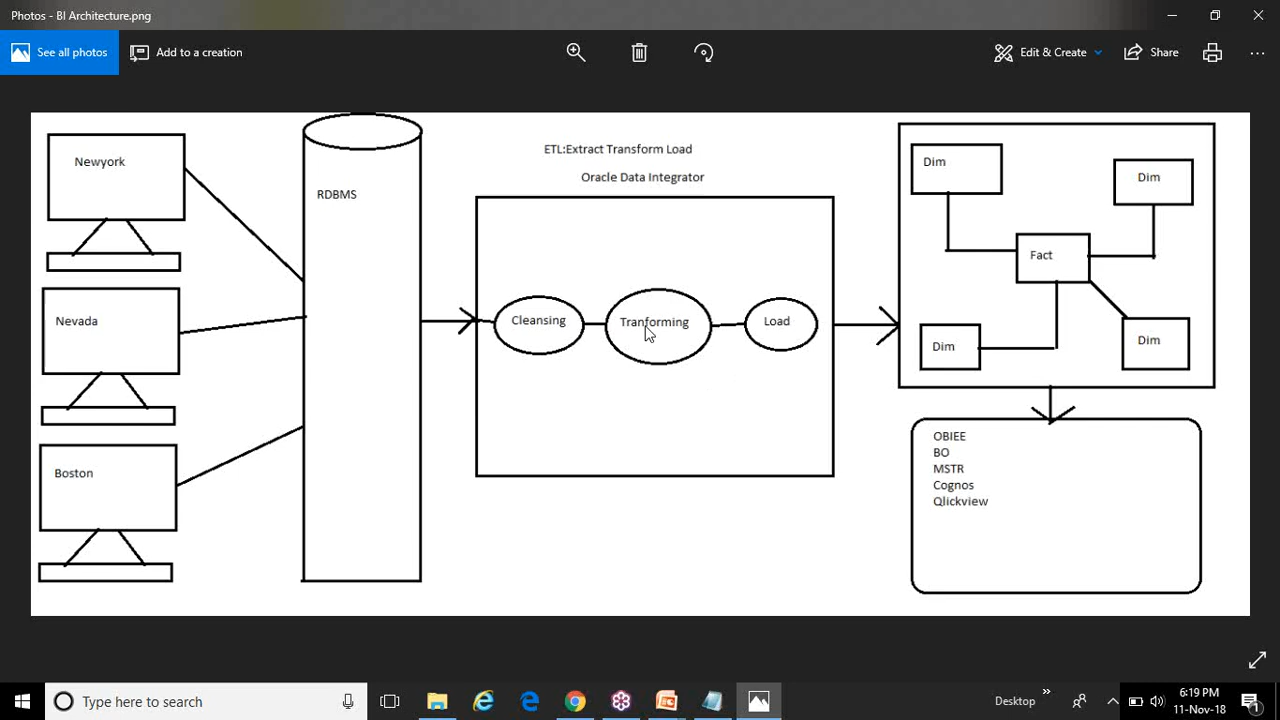 Photos - BI Architecture.png
See all photos
Add to a creation
Edit & Create
Share
Newyork
Nevada
Boston
RDBMS
ETL:Extract Transform Load
Oracle Data Integrator
Cleansing
Tranforming
Load
Dim
Dim
Fact
Dim
Dim
OBIEE
BO
MSTR
Cognos
Qlickview
Type here to search
Desktop
6:19 PM
11-Nov-18
1